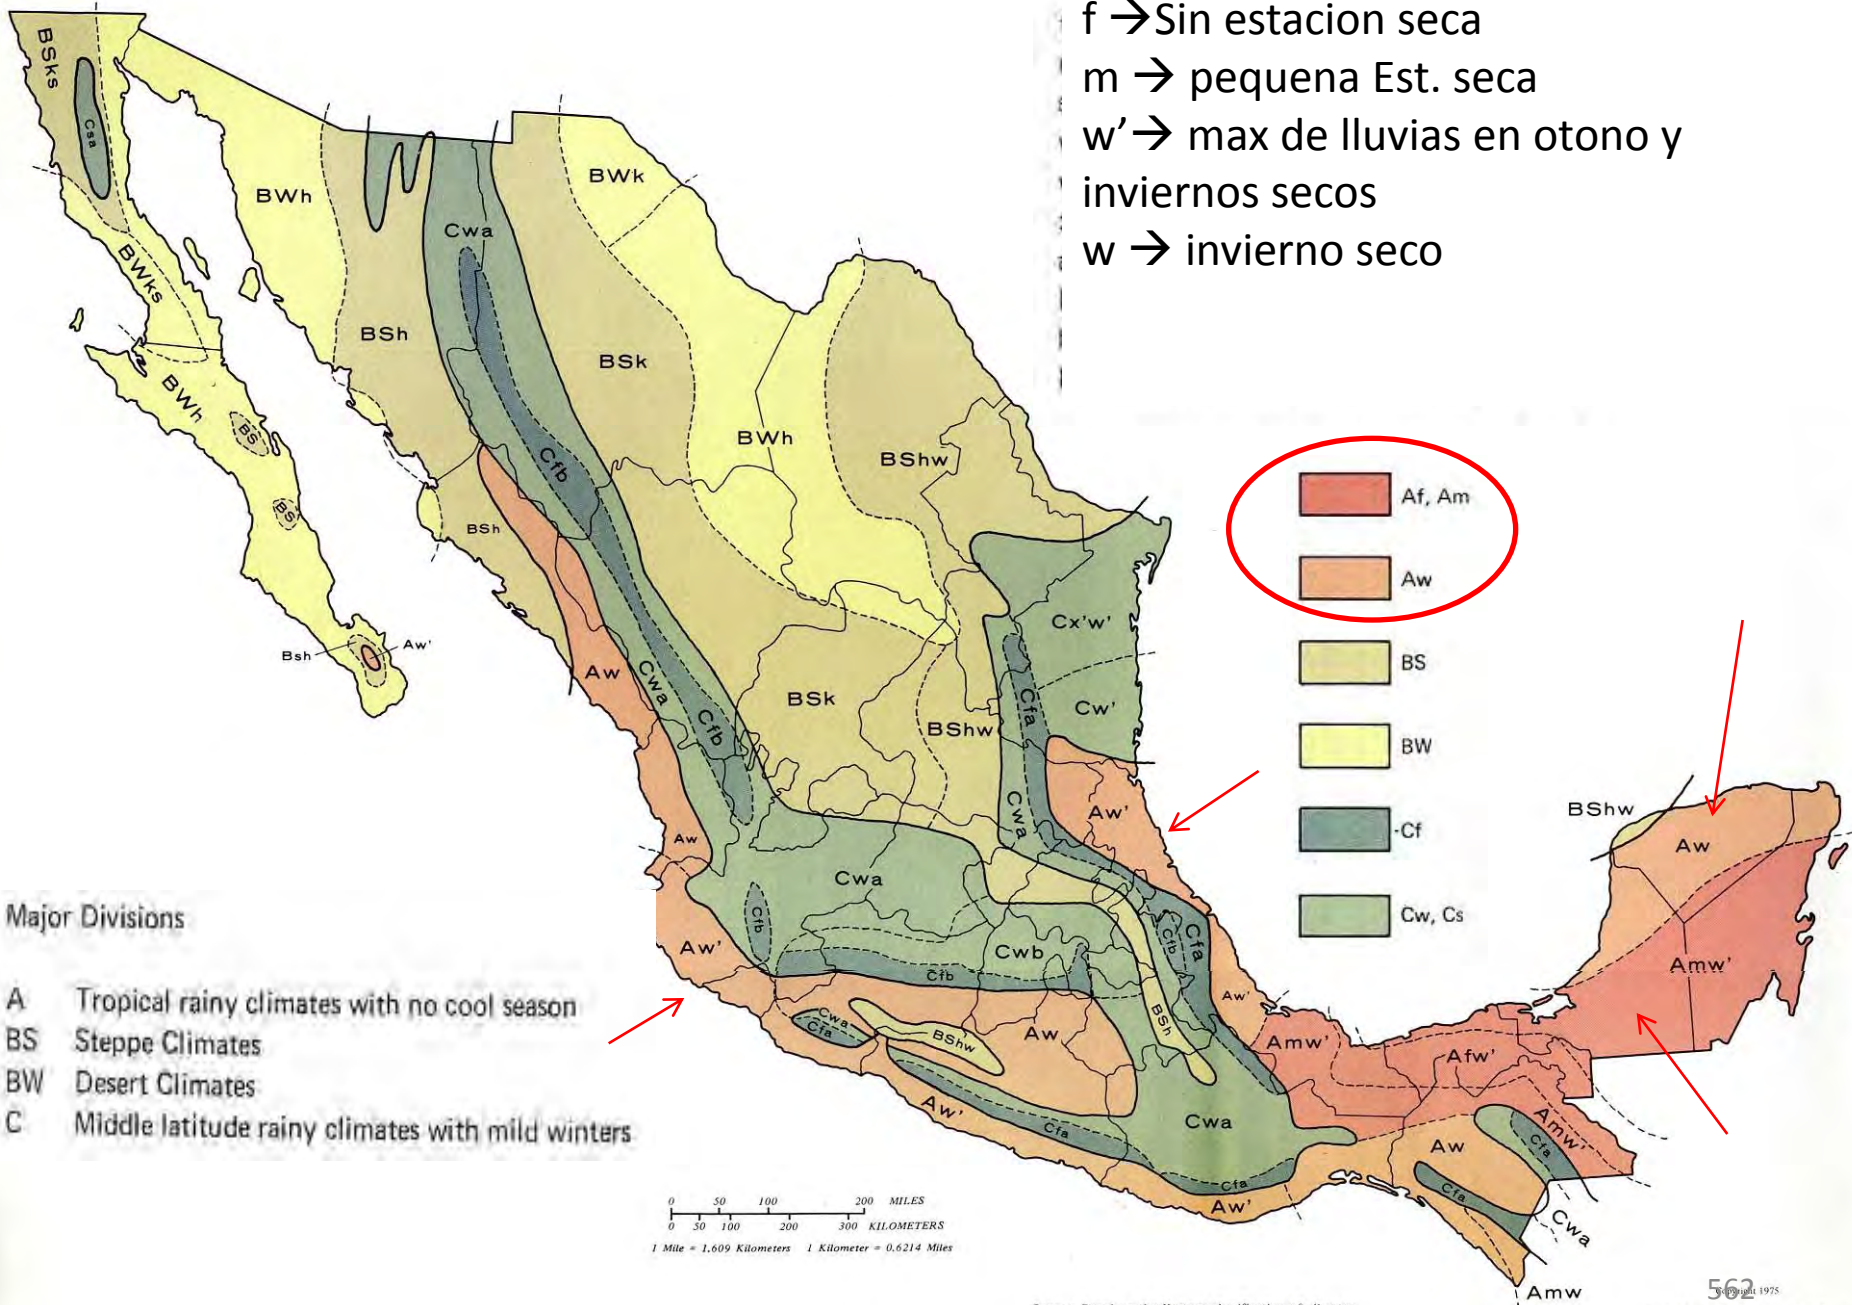 f →Sin estacion seca
m → pequena Est. seca
w’→ max de lluvias en otono y
inviernos secos
w → invierno seco
BSks
Csa
BWks
BWh
BWh
BS
BS
Bsh
Aw'
BSh
BSh
Cwa
Cfb
BSk
BWk
BWh
BShw
Aw
Cwa
Cfb
BSk
BShw
Cx'w'
Cw'
Cfa
Cwa
Aw'
Aw
Cwa
Cfb
Aw'
Cwb
Cfb
Cfb
Cfa
BSh
Aw'
Cwa
Cfa
BShw
Aw
Aw'
Cfa
Cwa
Cfa
Aw'
Amw'
Afw'
Amw'
Cfa
Aw
Cfa
Cwa
Amw
BShw
Aw
Amw'
Af, Am
Aw
BS
BW
Cf
Cw, Cs
Major Divisions
A Tropical rainy climates with no cool season
BS Steppe Climates
BW Desert Climates
C Middle latitude rainy climates with mild winters
0 50 100 200 MILES
0 50 100 200 300 KILOMETERS
1 Mile = 1.609 Kilometers 1 Kilometer = 0.6214 Miles
562
Copyright 1975